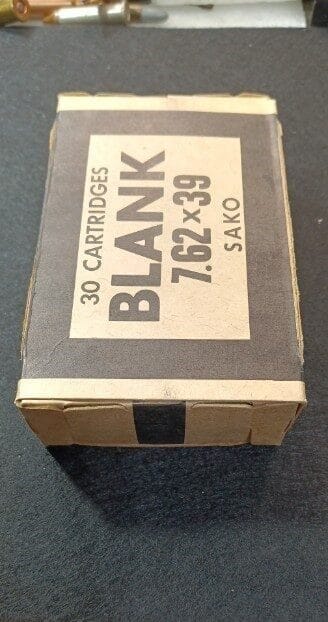 30 CARTRIDGES
BLANK
7.62×39
SAKO